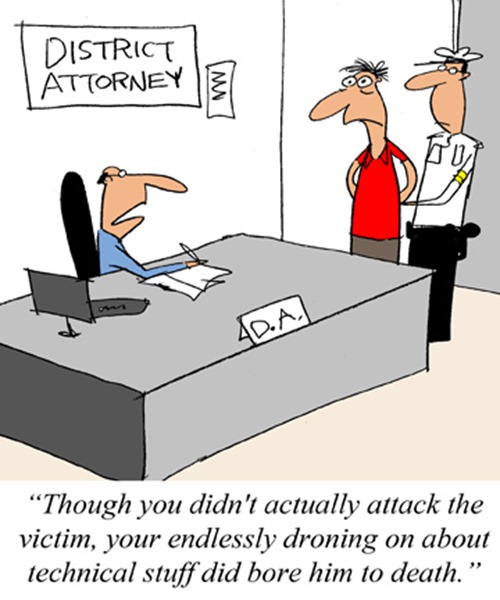 DISTRICT
ATTORNEY
D.A.
“Though you didn't actually attack the
victim, your endlessly droning on about
technical stuff did bore him to death.”